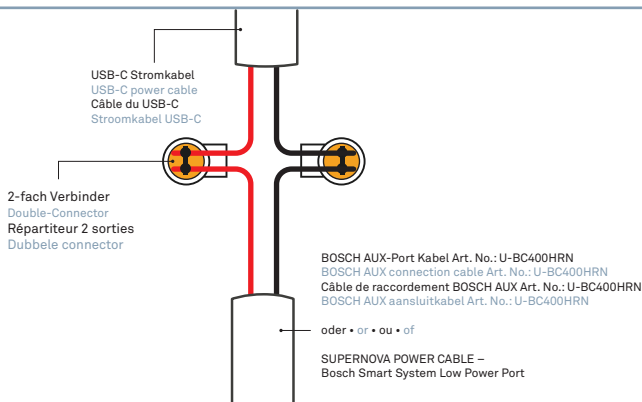 USB-C Stromkabel
USB-C power cable
Câble du USB-C
Stroomkabel USB-C
2-fach Verbinder
Double-Connector
Répartiteur 2 sorties
Dubbele connector
BOSCH AUX-Port Kabel Art. No.: U-BC400HRN
BOSCH AUX connection cable Art. No.: U-BC400HRN
Câble de raccordement BOSCH AUX Art. No.: U-BC400HRN
BOSCH AUX aansluitkabel Art. No.: U-BC400HRN
oder • or • ou • of
SUPERNOVA POWER CABLE –
Bosch Smart System Low Power Port